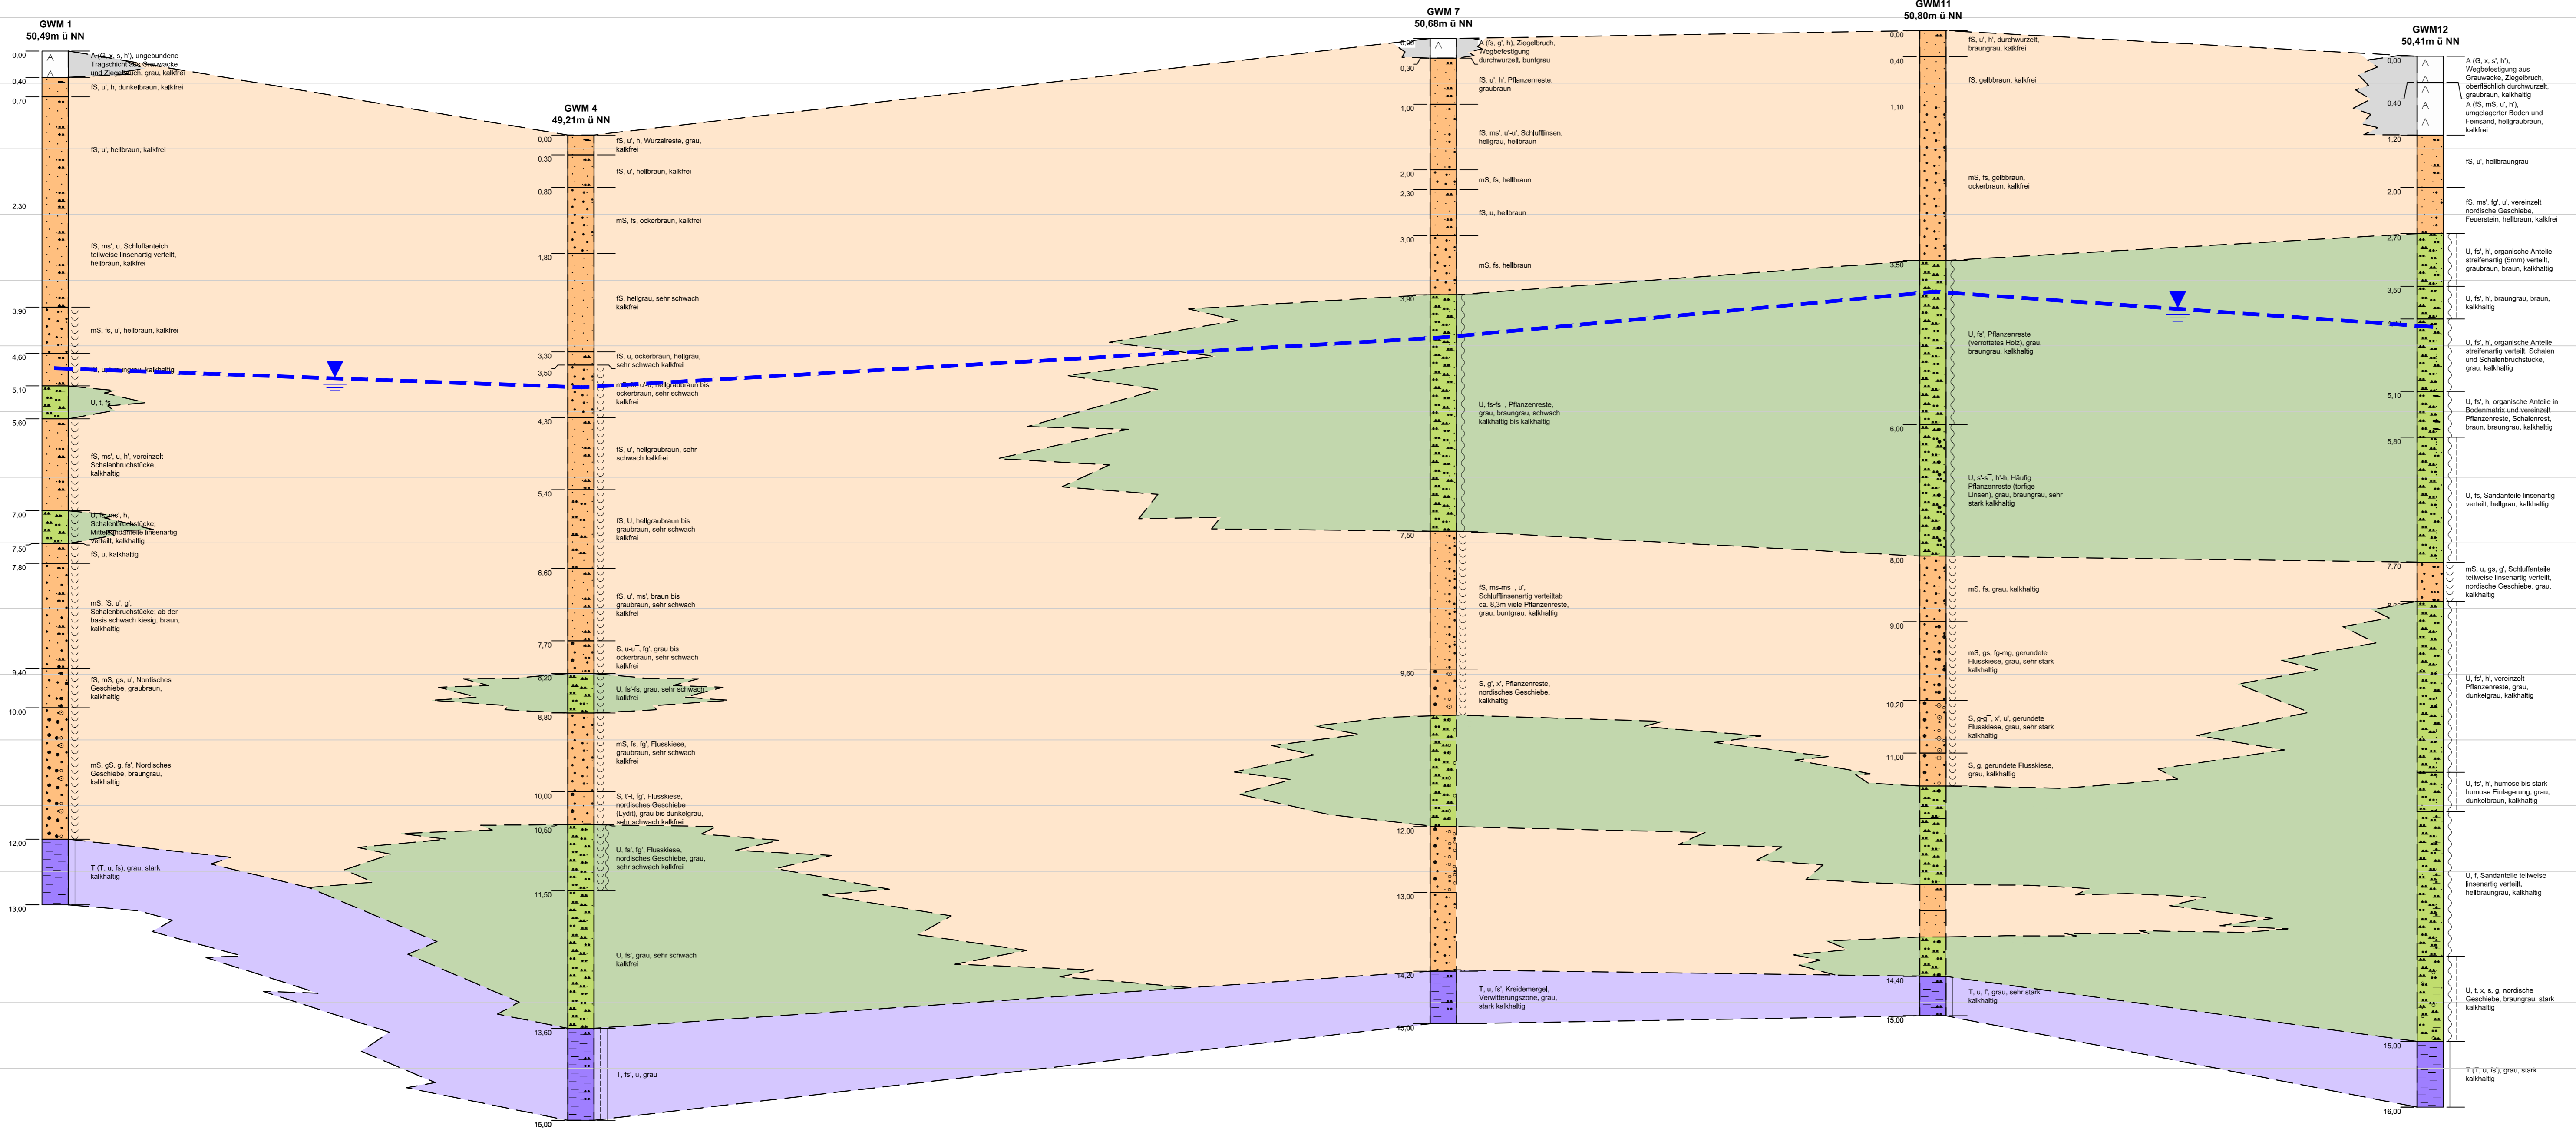 GWM 1
50,49m ü NN
0,00
A (G, x, s, h'), ungebundene
Tragschicht aus Grauwacke
und Ziegelbruch, grau, kalkfrei
0,40
fS, u', h, dunkelbraun, kalkfrei
0,70
fS, u', hellbraun, kalkfrei
2,30
fS, ms', u, Schluffanteich
teilweise linsenartig verteilt,
hellbraun, kalkfrei
3,90
mS, fs, u', hellbraun, kalkfrei
4,60
kalkhaltig
5,10
U, t, fs
5,60
fS, ms', u, h', vereinzelt
Schalenbruchstücke,
kalkhaltig
7,00
U, fs, ms', h,
Schalenbruchstücke;
Mittelsandanteile linsenartig
verteilt, kalkhaltig
7,50
fS, u, kalkhaltig
7,80
mS, fS, u', g',
Schalenbruchstücke; ab der
basis schwach kiesig, braun,
kalkhaltig
9,40
fS, mS, gs, u', Nordisches
Geschiebe, graubraun,
kalkhaltig
10,00
mS, gS, g, fs', Nordisches
Geschiebe, braungrau,
kalkhaltig
12,00
T (T, u, fs), grau, stark
kalkhaltig
13,00
GWM 4
49,21m ü NN
0,00
fS, u', h, Wurzelreste, grau,
kalkfrei
0,30
fS, u', hellbraun, kalkfrei
0,80
mS, fs, ockerbraun, kalkfrei
1,80
fS, hellgrau, sehr schwach
kalkfrei
3,30
fS, u, ockerbraun, hellgrau,
sehr schwach kalkfrei
3,50
hellgraubraun bis
ockerbraun, sehr schwach
kalkfrei
4,30
fS, u', hellgraubraun, sehr
schwach kalkfrei
5,40
fS, U, hellgraubraun bis
graubraun, sehr schwach
kalkfrei
6,60
fS, u', ms', braun bis
graubraun, sehr schwach
kalkfrei
7,70
S, u-u¯, fg', grau bis
ockerbraun, sehr schwach
kalkfrei
8,20
U, fs'-fs, grau, sehr schwach
kalkfrei
8,80
mS, fs, fg', Flusskiese,
graubraun, sehr schwach
kalkfrei
10,00
S, t'-t, fg', Flusskiese,
nordisches Geschiebe
(Lydit), grau bis dunkelgrau,
sehr schwach kalkfrei
10,50
U, fs', fg', Flusskiese,
nordisches Geschiebe, grau,
sehr schwach kalkfrei
11,50
U, fs', grau, sehr schwach
kalkfrei
13,60
T, fs', u, grau
15,00
GWM 7
50,68m ü NN
0,00
A (fs, g', h), Ziegelbruch,
Wegbefestigung
durchwurzelt, buntgrau
0,30
fS, u', h', Pflanzenreste,
graubraun
1,00
fS, ms', u'-u', Schlufflinsen,
hellgrau, hellbraun
2,00
mS, fs, hellbraun
2,30
fS, u, hellbraun
3,00
mS, fs, hellbraun
3,90
U, fs-fs¯, Pflanzenreste,
grau, braungrau, schwach
kalkhaltig bis kalkhaltig
7,50
fS, ms-ms¯, u',
Schlufflinsenartig verteiltab
ca. 8,3m viele Pflanzenreste,
grau, buntgrau, kalkhaltig
9,60
S, g', x', Pflanzenreste,
nordisches Geschiebe,
kalkhaltig
12,00
13,00
14,20
T, u, fs', Kreidemergel,
Verwitterungszone, grau,
stark kalkhaltig
15,00
GWM11
50,80m ü NN
0,00
fS, u', h', durchwurzelt,
braungrau, kalkfrei
0,40
fS, gelbbraun, kalkfrei
1,10
mS, fs, gelbbraun,
ockerbraun, kalkfrei
3,50
U, fs', Pflanzenreste
(verrottetes Holz), grau,
braungrau, kalkhaltig
6,00
U, s'-s¯, h'-h, Häufig
Pflanzenreste (torfige
Linsen), grau, braungrau, sehr
stark kalkhaltig
8,00
mS, fs, grau, kalkhaltig
9,00
mS, gs, fg-mg, gerundete
Flusskiese, grau, sehr stark
kalkhaltig
10,20
S, g-g¯, x', u', gerundete
Flusskiese, grau, sehr stark
kalkhaltig
11,00
S, g, gerundete Flusskiese,
grau, kalkhaltig
14,40
T, u, f', grau, sehr stark
kalkhaltig
15,00
GWM12
50,41m ü NN
0,00
A (G, x, s', h'),
Wegbefestigung aus
Grauwacke, Ziegelbruch,
oberflächlich durchwurzelt,
graubraun, kalkhaltig
0,40
A (fS, mS, u', h'),
umgelagerter Boden und
Feinsand, hellgraubraun,
kalkfrei
1,20
fS, u', hellbraungrau
2,00
fS, ms', fg', u', vereinzelt
nordische Geschiebe,
Feuerstein, hellbraun, kalkfrei
2,70
U, fs', h', organische Anteile
streifenartig (5mm) verteilt,
graubraun, braun, kalkhaltig
3,50
U, fs', h', braungrau, braun,
kalkhaltig
U, fs', h', organische Anteile
streifenartig verteilt, Schalen
und Schalenbruchstücke,
grau, kalkhaltig
5,10
U, fs', h, organische Anteile in
Bodenmatrix und vereinzelt
Pflanzenreste, Schalenrest,
braun, braungrau, kalkhaltig
5,80
U, fs, Sandanteile linsenartig
verteilt, hellgrau, kalkhaltig
7,70
mS, u, gs, g', Schluffanteile
teilweise linsenartig verteilt,
nordische Geschiebe, grau,
kalkhaltig
U, fs', h', vereinzelt
Pflanzenreste, grau,
dunkelgrau, kalkhaltig
U, fs', h', humose bis stark
humose Einlagerung, grau,
dunkelbraun, kalkhaltig
U, f, Sandanteile teilweise
linsenartig verteilt,
hellbraungrau, kalkhaltig
U, t, x, s, g, nordische
Geschiebe, braungrau, stark
kalkhaltig
15,00
T (T, u, fs'), grau, stark
kalkhaltig
16,00